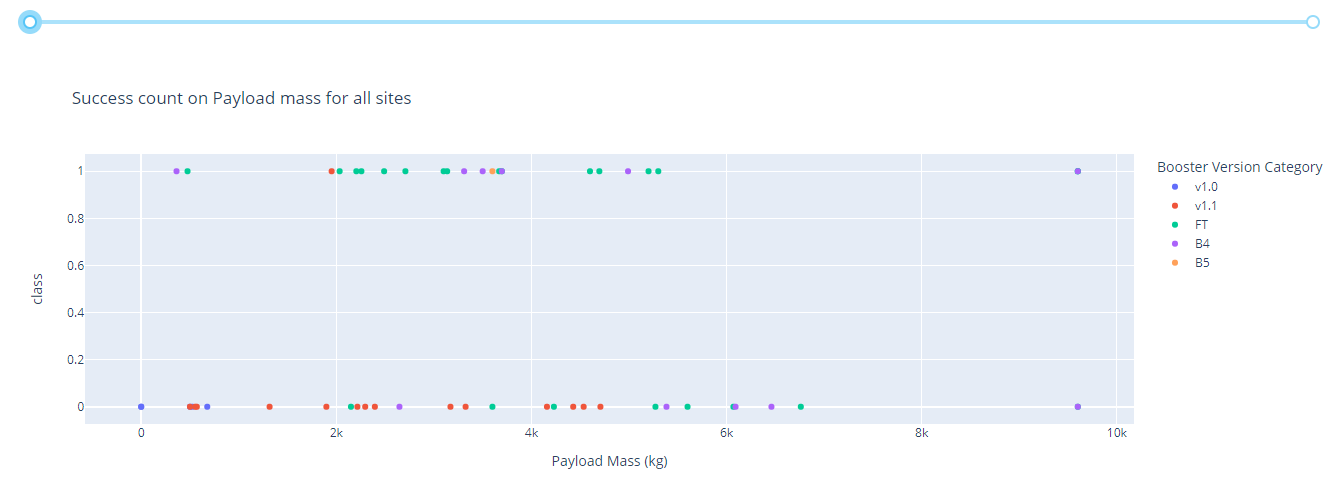 Success count on Payload mass for all sites
Booster Version Category
v1.0
v1.1
FT
B4
B5
1
0.8
0.6
0.4
0.2
0
class
0 2k 4k 6k 8k 10k
Payload Mass (kg)